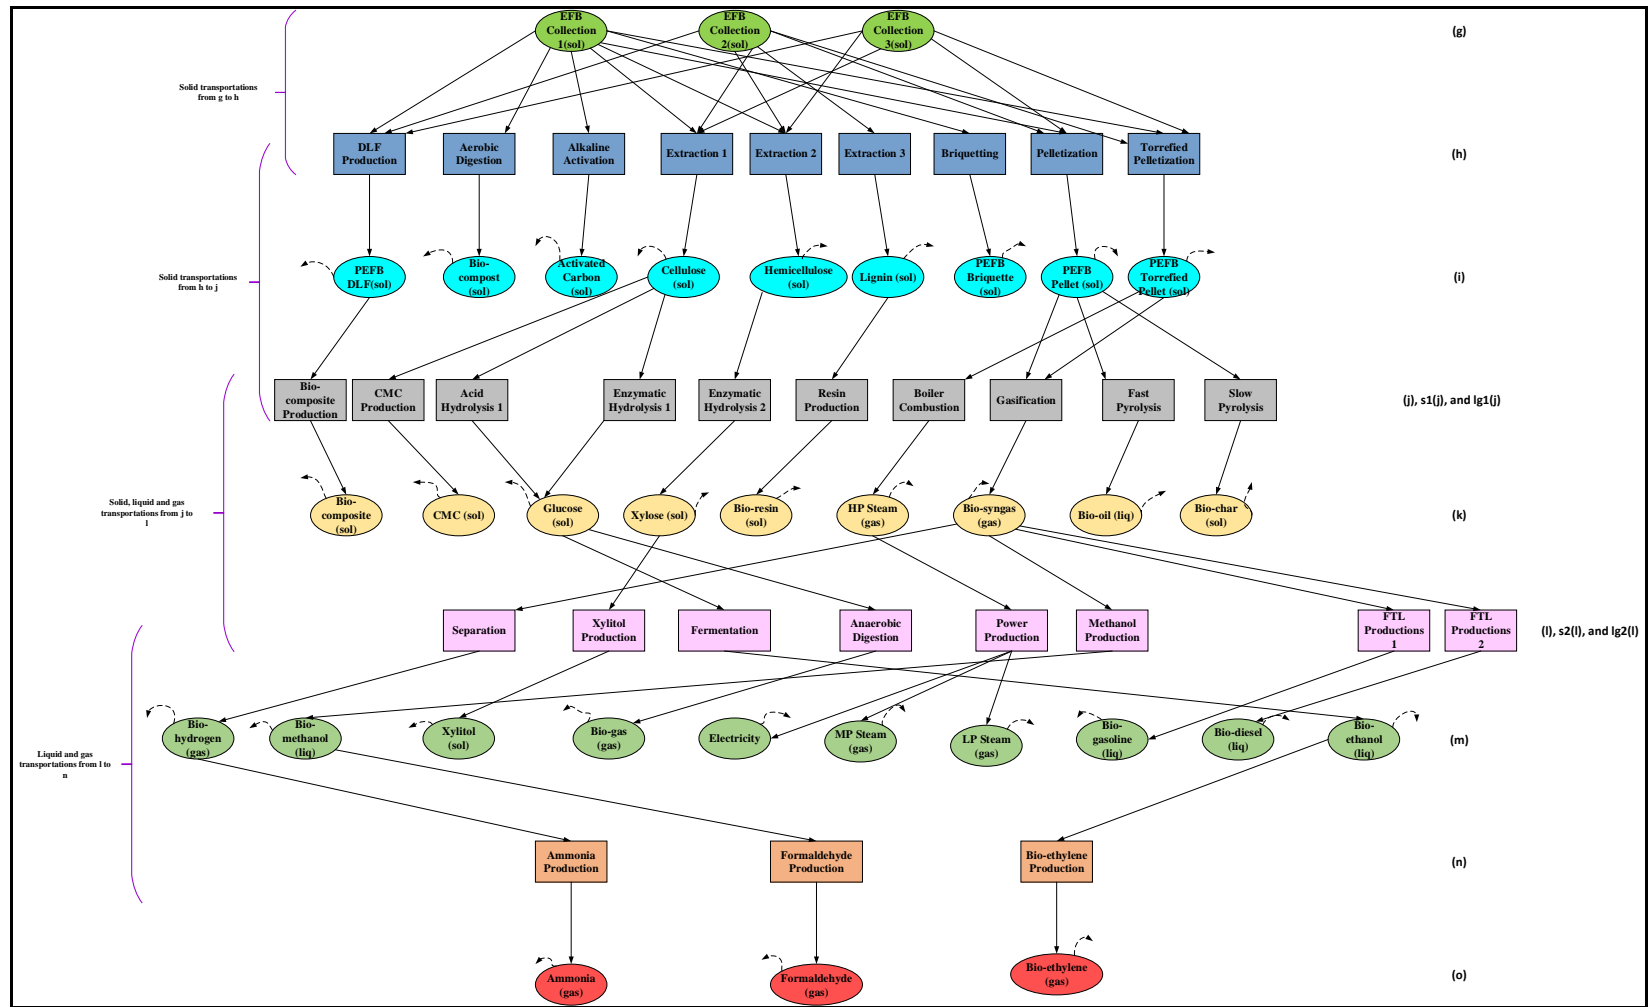 EFB
Collection
1(sol)
EFB
Collection
2(sol)
EFB
Collection
3(sol)
(g)
Solid transportations
from g to h
DLF
Production
Aerobic
Digestion
Alkaline
Activation
Extraction 1
Extraction 2
Extraction 3
Briquetting
Pelletization
Torrefied
Pelletization
(h)
Solid transportations
from h to j
PEFB
DLF(sol)
Bio-
compost
(sol)
Activated
Carbon
(sol)
Cellulose
(sol)
Hemicellulose
(sol)
Lignin (sol)
PEFB
Briquette
(sol)
PEFB
Pellet (sol)
PEFB
Torrefied
Pellet (sol)
(i)
Bio-
composite
Production
CMC
Production
Acid
Hydrolysis 1
Enzymatic
Hydrolysis 1
Enzymatic
Hydrolysis 2
Resin
Production
Boiler
Combustion
Gasification
Fast
Pyrolysis
Slow
Pyrolysis
(j), s1(j), and lg1(j)
Solid, liquid and gas
transportations from j to
l
Bio-
composite
(sol)
CMC (sol)
Glucose
(sol)
Xylose (sol)
Bio-resin
(sol)
HP Steam
(gas)
Bio-syngas
(gas)
Bio-oil (liq)
Bio-char
(sol)
(k)
Separation
Xylitol
Production
Fermentation
Anaerobic
Digestion
Power
Production
Methanol
Production
FTL
Productions
1
FTL
Productions
2
(l), s2(l), and lg2(l)
Liquid and gas
transportations from l to
n
Bio-
hydrogen
(gas)
Bio-
methanol
(liq)
Xylitol
(sol)
Bio-gas
(gas)
Electricity
MP Steam
(gas)
LP Steam
(gas)
Bio-
gasoline
(liq)
Bio-diesel
(liq)
Bio-
ethanol
(liq)
(m)
Ammonia
Production
Formaldehyde
Production
Bio-ethylene
Production
(n)
Ammonia
(gas)
Formaldehyde
(gas)
Bio-ethylene
(gas)
(o)